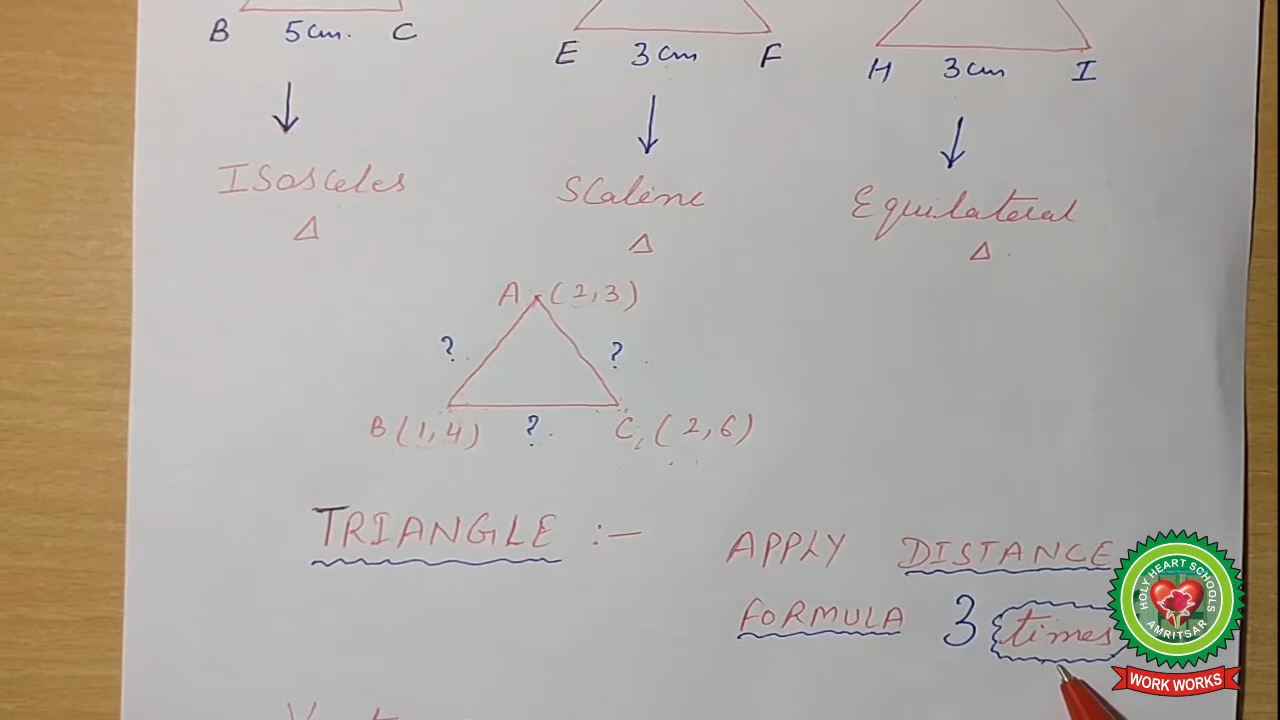 B 5cm. C
E 3cm F
H 3cm I
Isosceles
Δ
Scalene
Δ
Equilateral
Δ
A (2,3)
? ?
B (1,4) ? C, (2,6)
TRIANGLE :- APPLY DISTANCE
FORMULA 3 times
HOLY HEART SCHOOLS
AMRITSAR
WORK WORKS